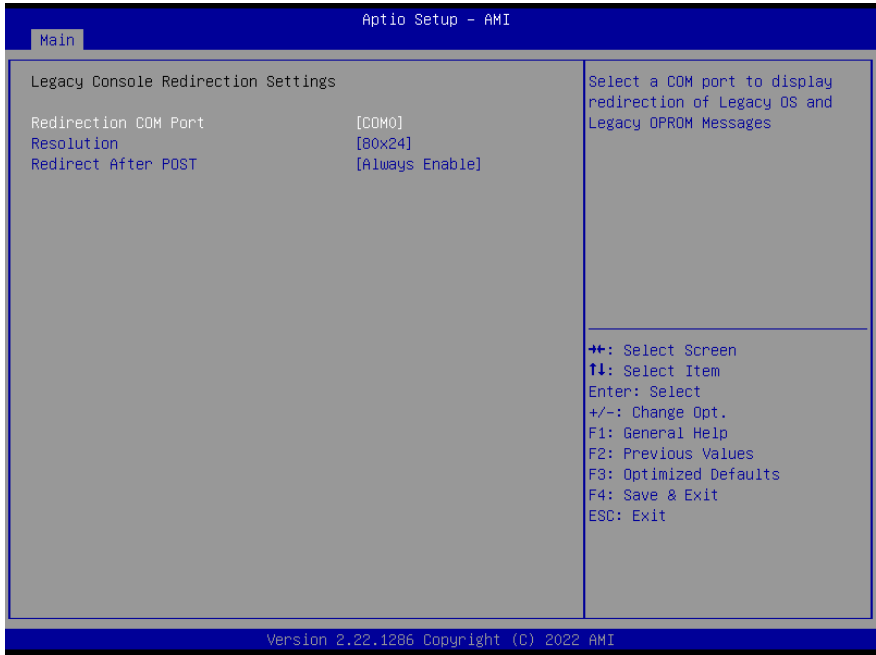 Aptio Setup – AMI
Main
Legacy Console Redirection Settings
Redirection COM Port [COM0]
Resolution [80x24]
Redirect After POST [Always Enable]
Select a COM port to display
redirection of Legacy OS and
Legacy OPROM Messages
→←: Select Screen
↑↓: Select Item
Enter: Select
+/-: Change Opt.
F1: General Help
F2: Previous Values
F3: Optimized Defaults
F4: Save & Exit
ESC: Exit
Version 2.22.1286 Copyright (C) 2022 AMI